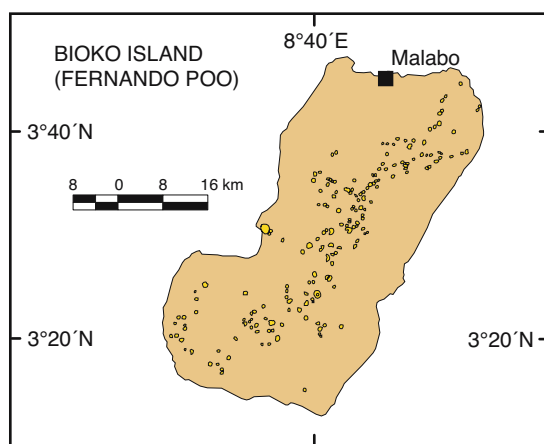 BIOKO ISLAND
(FERNANDO POO)
8°40´E
Malabo
3°40´N
8 0 8 16 km
3°20´N
3°20´N